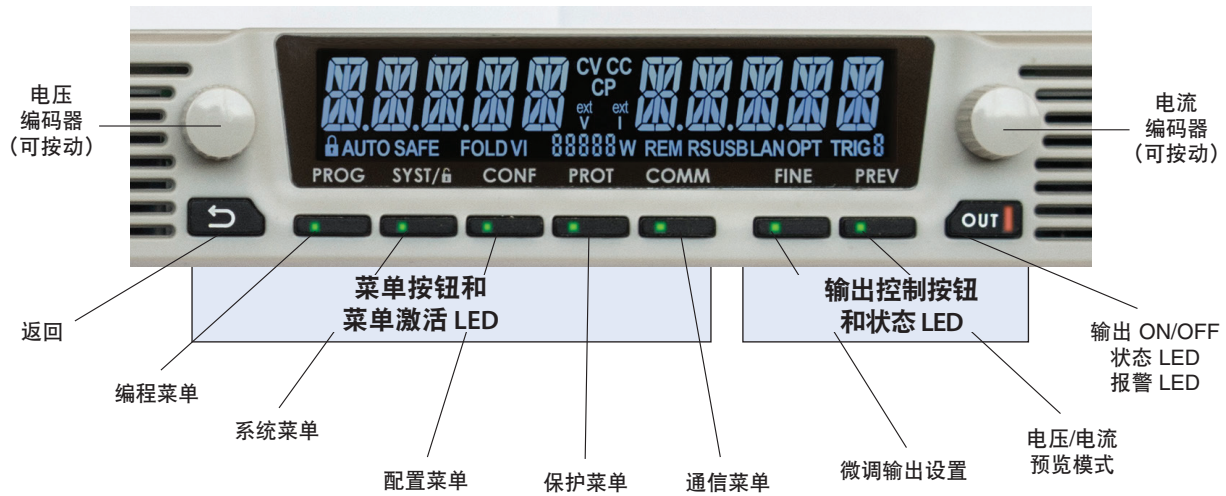 电压
编码器
（可按动）
CV CC
CP
ext ext
V I
AUTO SAFE FOLD VI 88888 W REM RS USB LAN OPT TRIG 8
PROG SYST/ CONF PROT COMM FINE PREV
OUT
电流
编码器
（可按动）
菜单按钮和
菜单激活 LED
输出控制按钮
和状态 LED
返回
编程菜单
系统菜单
配置菜单
保护菜单
通信菜单
微调输出设置
电压/电流
预览模式
输出 ON/OFF
状态 LED
报警 LED